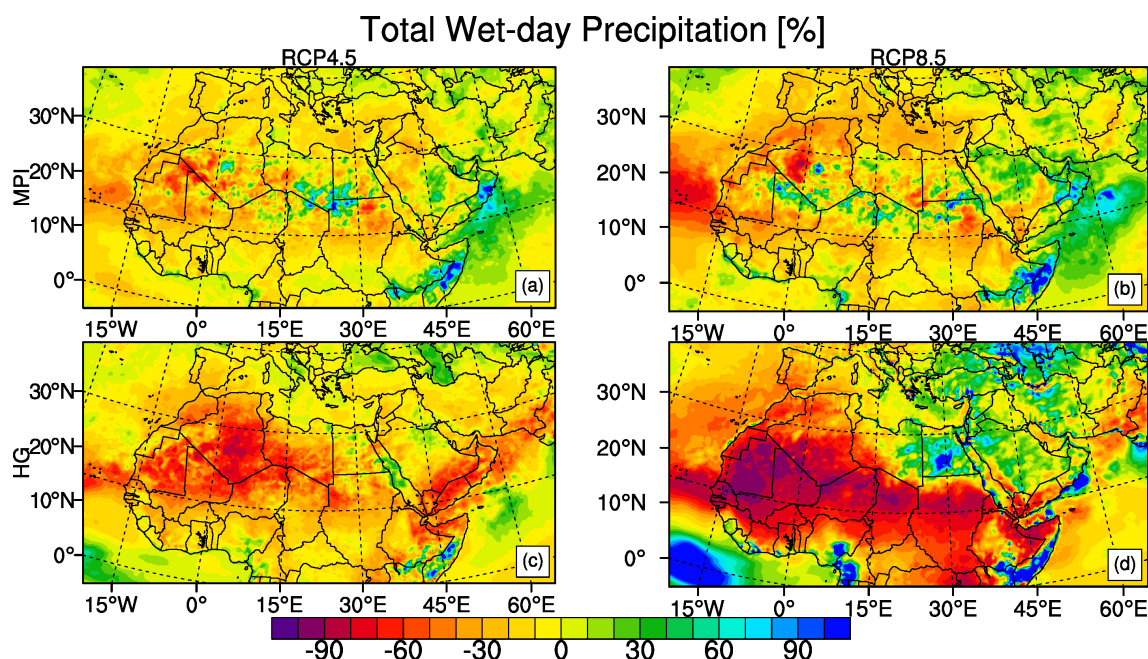 Total Wet-day Precipitation [%]
RCP4.5 RCP8.5
MPI
30°N 30°N
20°N 20°N
10°N 10°N
0° 0°
(a) (b)
15°W 0° 15°E 30°E 45°E 60°E 15°W 0° 15°E 30°E 45°E 60°E
HG
30°N 30°N
20°N 20°N
10°N 10°N
0° 0°
(c) (d)
15°W 0° 15°E 30°E 45°E 60°E 15°W 0° 15°E 30°E 45°E 60°E
-90 -60 -30 0 30 60 90